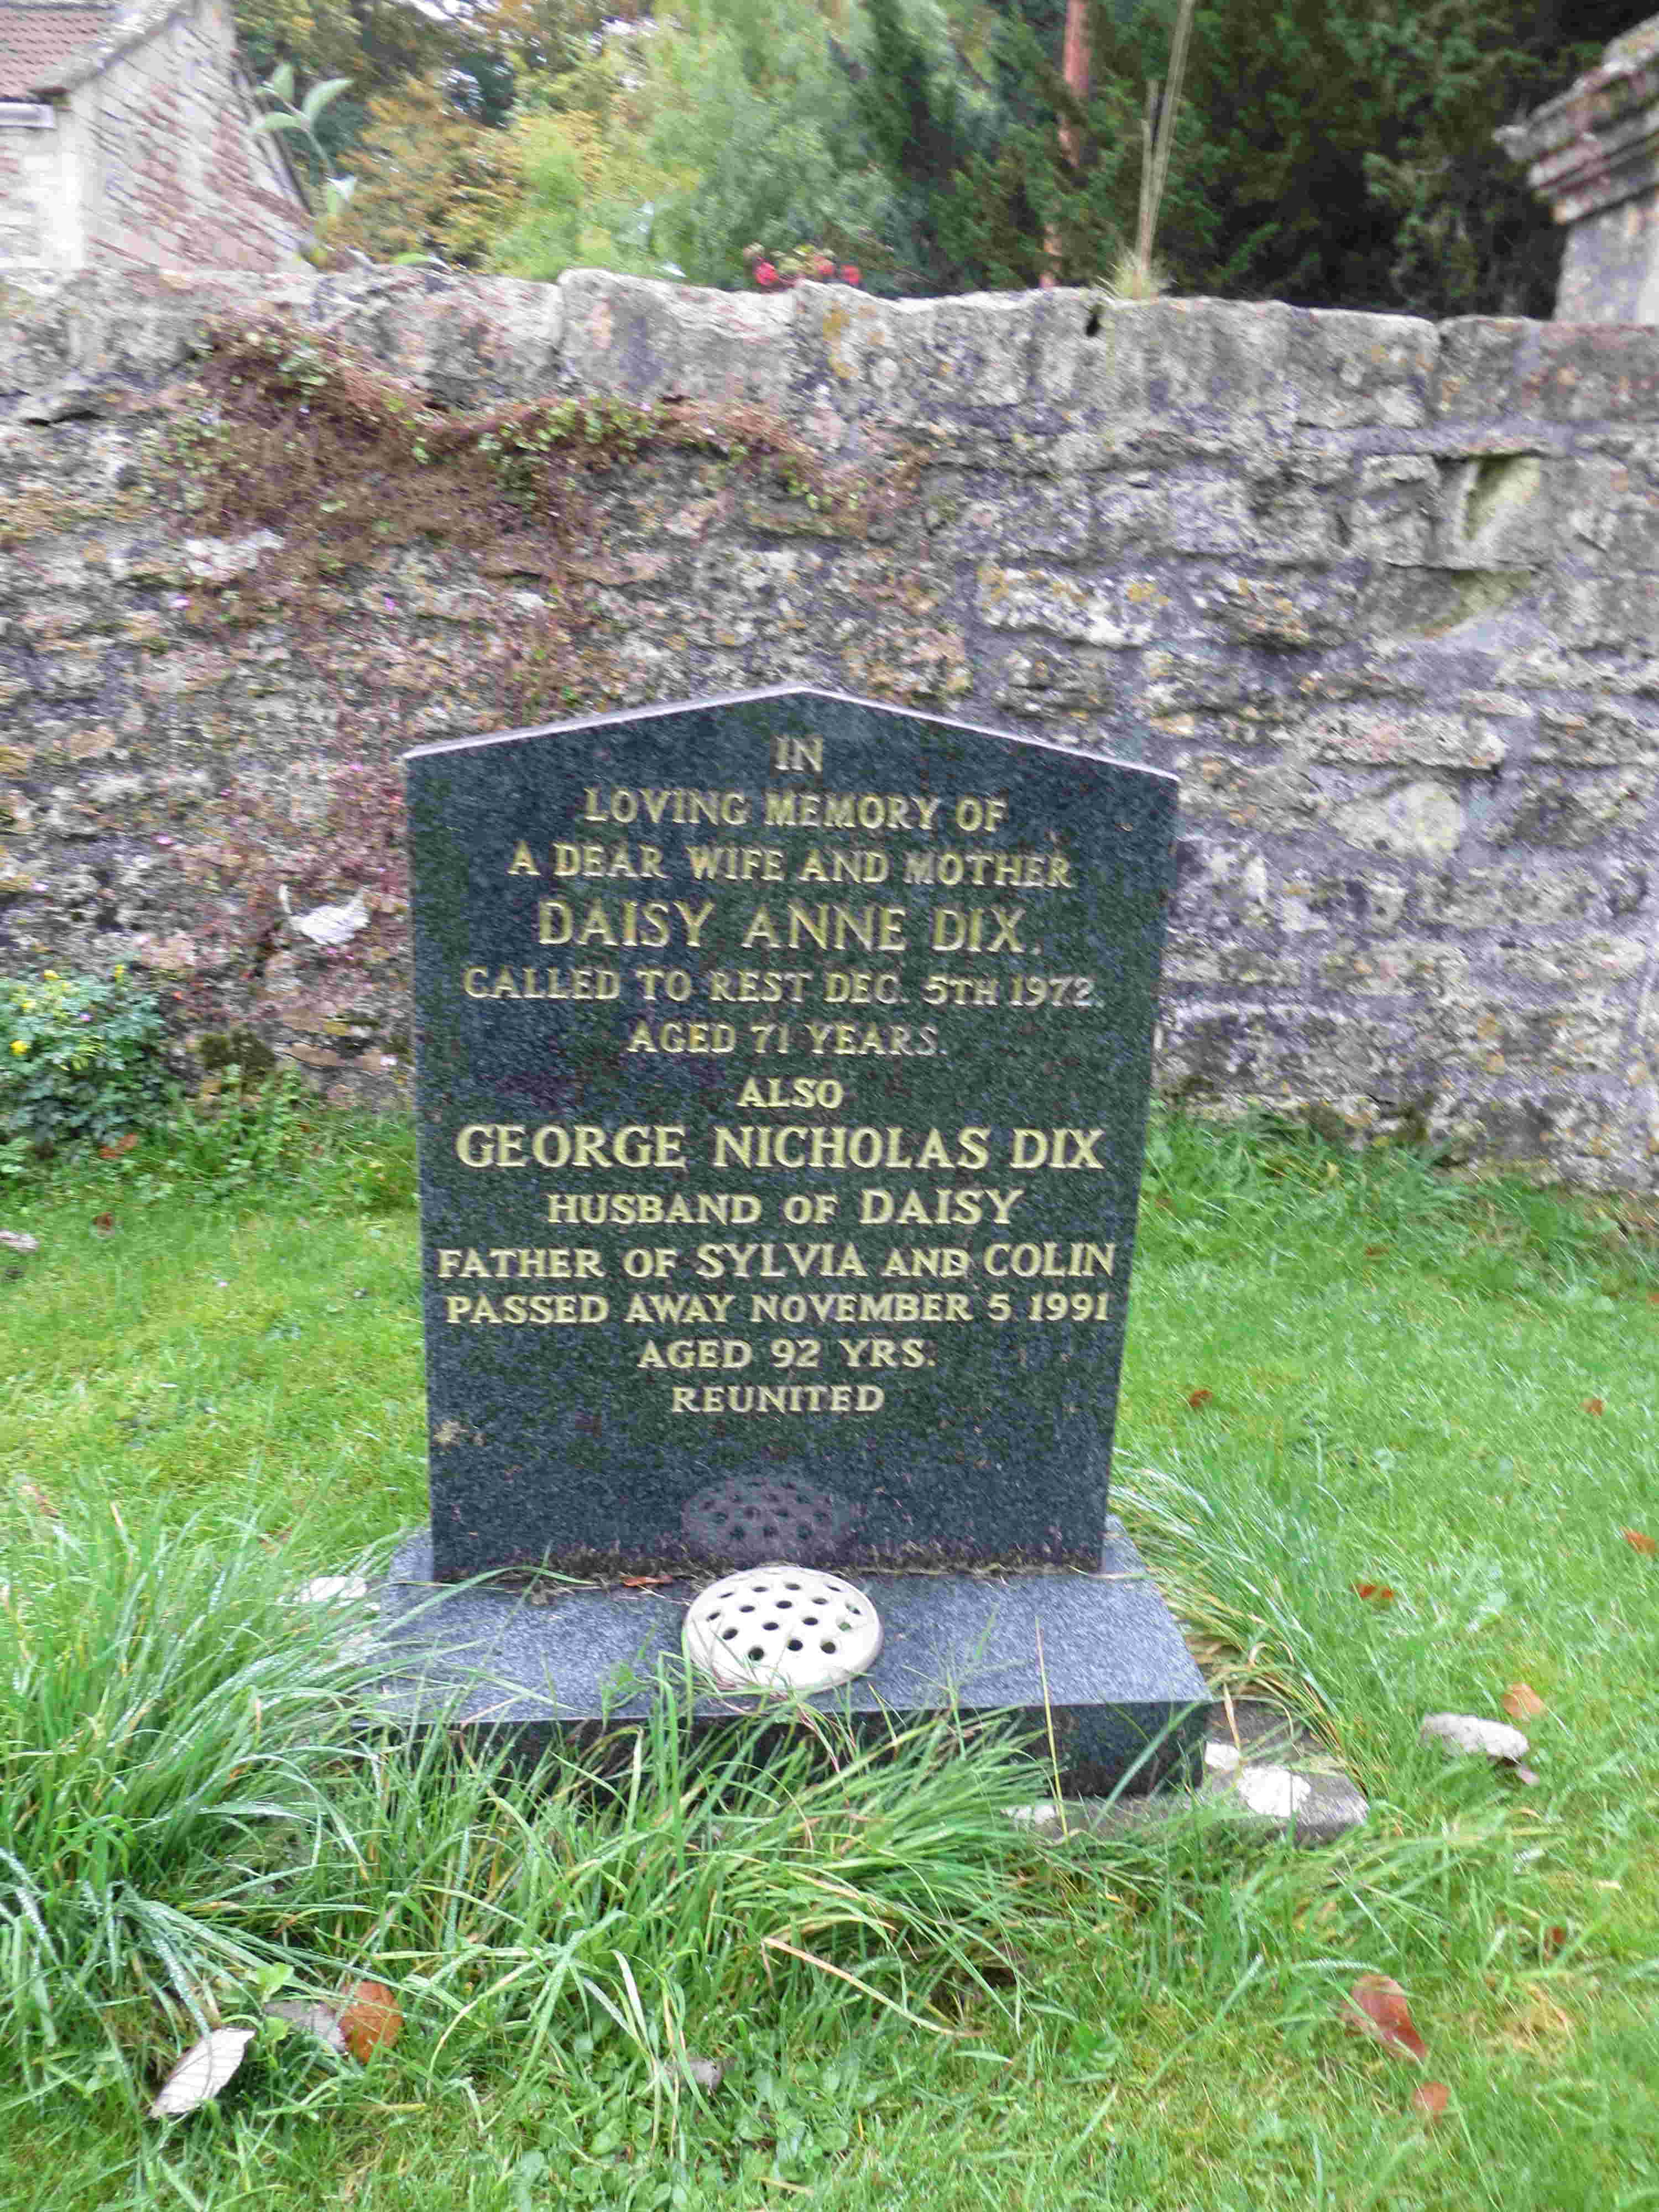 IN
LOVING MEMORY OF
A DEAR WIFE AND MOTHER
DAISY ANNE DIX.
CALLED TO REST DEC. 5TH 1972.
AGED 71 YEARS.
ALSO
GEORGE NICHOLAS DIX
HUSBAND OF DAISY
FATHER OF SYLVIA AND COLIN
PASSED AWAY NOVEMBER 5 1991
AGED 92 YRS.
REUNITED